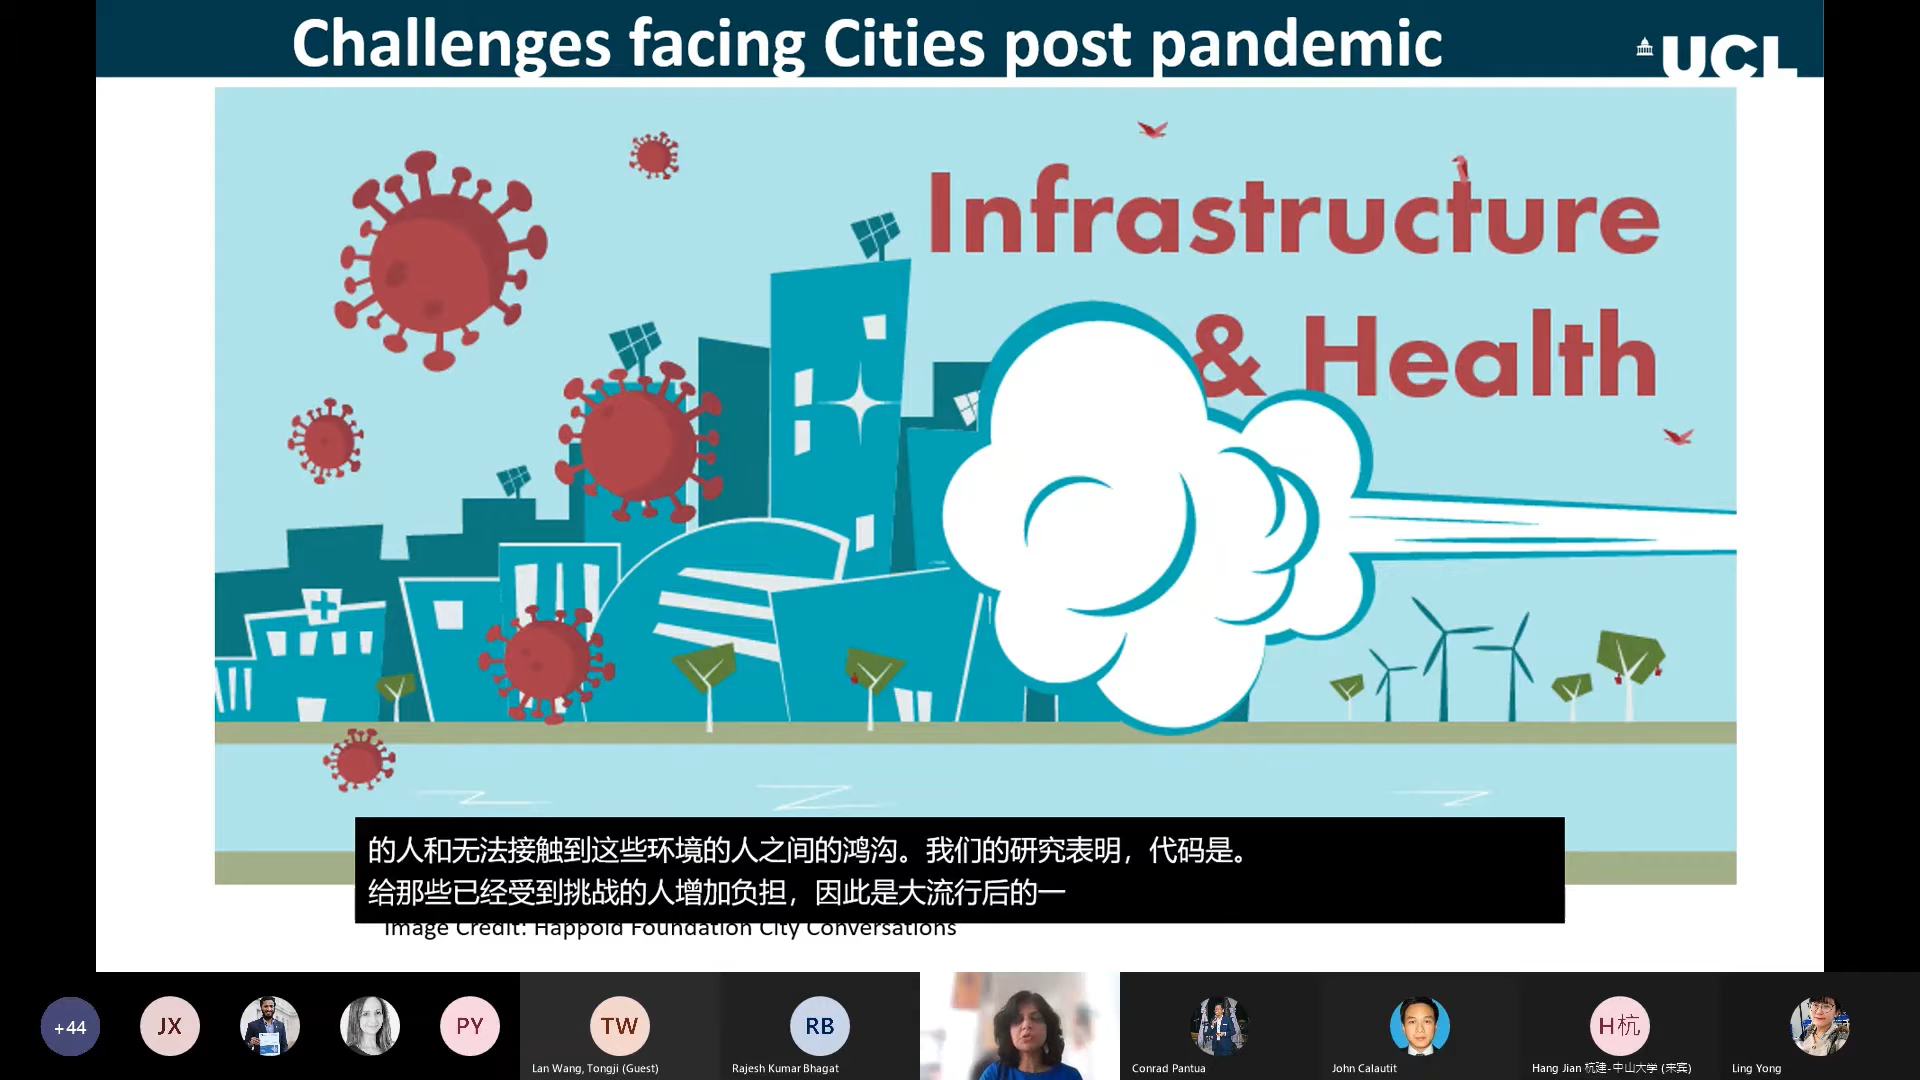 Challenges facing Cities post pandemic
UCL
Infrastructure
& Health
的人和无法接触到这些环境的人之间的鸿沟。我们的研究表明，代码是。
给那些已经受到挑战的人增加负担，因此是大流行后的一
Image Credit: Happold Foundation City Conversations
+44
JX
PY
TW
RB
H杭
Lan Wang, Tongji (Guest)
Rajesh Kumar Bhagat
Conrad Pantua
John Calautit
Hang Jian 杭建-中山大学 (来宾)
Ling Yong